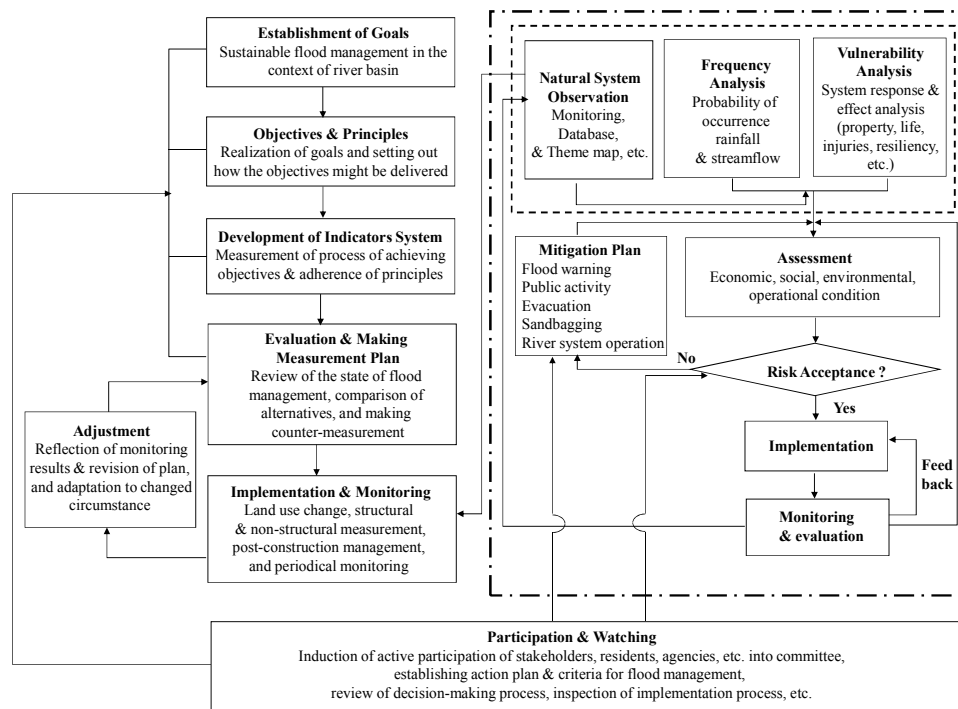 Establishment of Goals
Sustainable flood management in the
context of river basin
Objectives & Principles
Realization of goals and setting out
how the objectives might be delivered
Development of Indicators System
Measurement of process of achieving
objectives & adherence of principles
Evaluation & Making
Measurement Plan
Review of the state of flood
management, comparison of
alternatives, and making
counter-measurement
Adjustment
Reflection of monitoring
results & revision of plan,
and adaptation to changed
circumstance
Implementation & Monitoring
Land use change, structural
& non-structural measurement,
post-construction management,
and periodical monitoring
Natural System
Observation
Monitoring,
Database,
& Theme map, etc.
Frequency
Analysis
Probability of
occurrence
rainfall
& streamflow
Vulnerability
Analysis
System response &
effect analysis
(property, life,
injuries, resiliency,
etc.)
Mitigation Plan
Flood warning
Public activity
Evacuation
Sandbagging
River system operation
Assessment
Economic, social, environmental,
operational condition
No
Risk Acceptance ?
Yes
Implementation
Feed
back
Monitoring
& evaluation
Participation & Watching
Induction of active participation of stakeholders, residents, agencies, etc. into committee,
establishing action plan & criteria for flood management,
review of decision-making process, inspection of implementation process, etc.